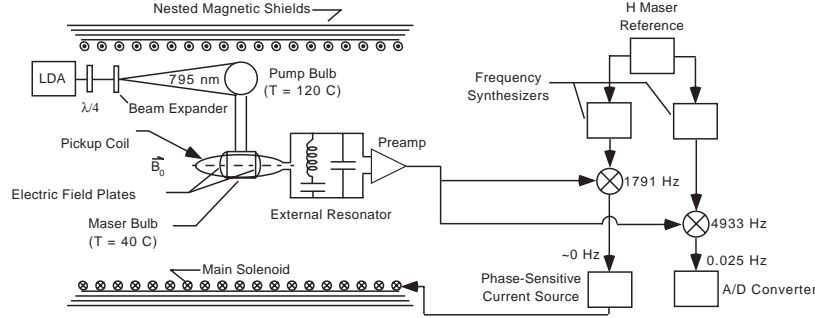 Nested Magnetic Shields
H Maser
Reference
LDA
795 nm
Pump Bulb
(T = 120 C)
λ/4
Beam Expander
Frequency
Synthesizers
Pickup Coil
Preamp
B0
1791 Hz
Electric Field Plates
External Resonator
Maser Bulb
(T = 40 C)
4933 Hz
~0 Hz
0.025 Hz
Main Solenoid
Phase-Sensitive
Current Source
A/D Converter